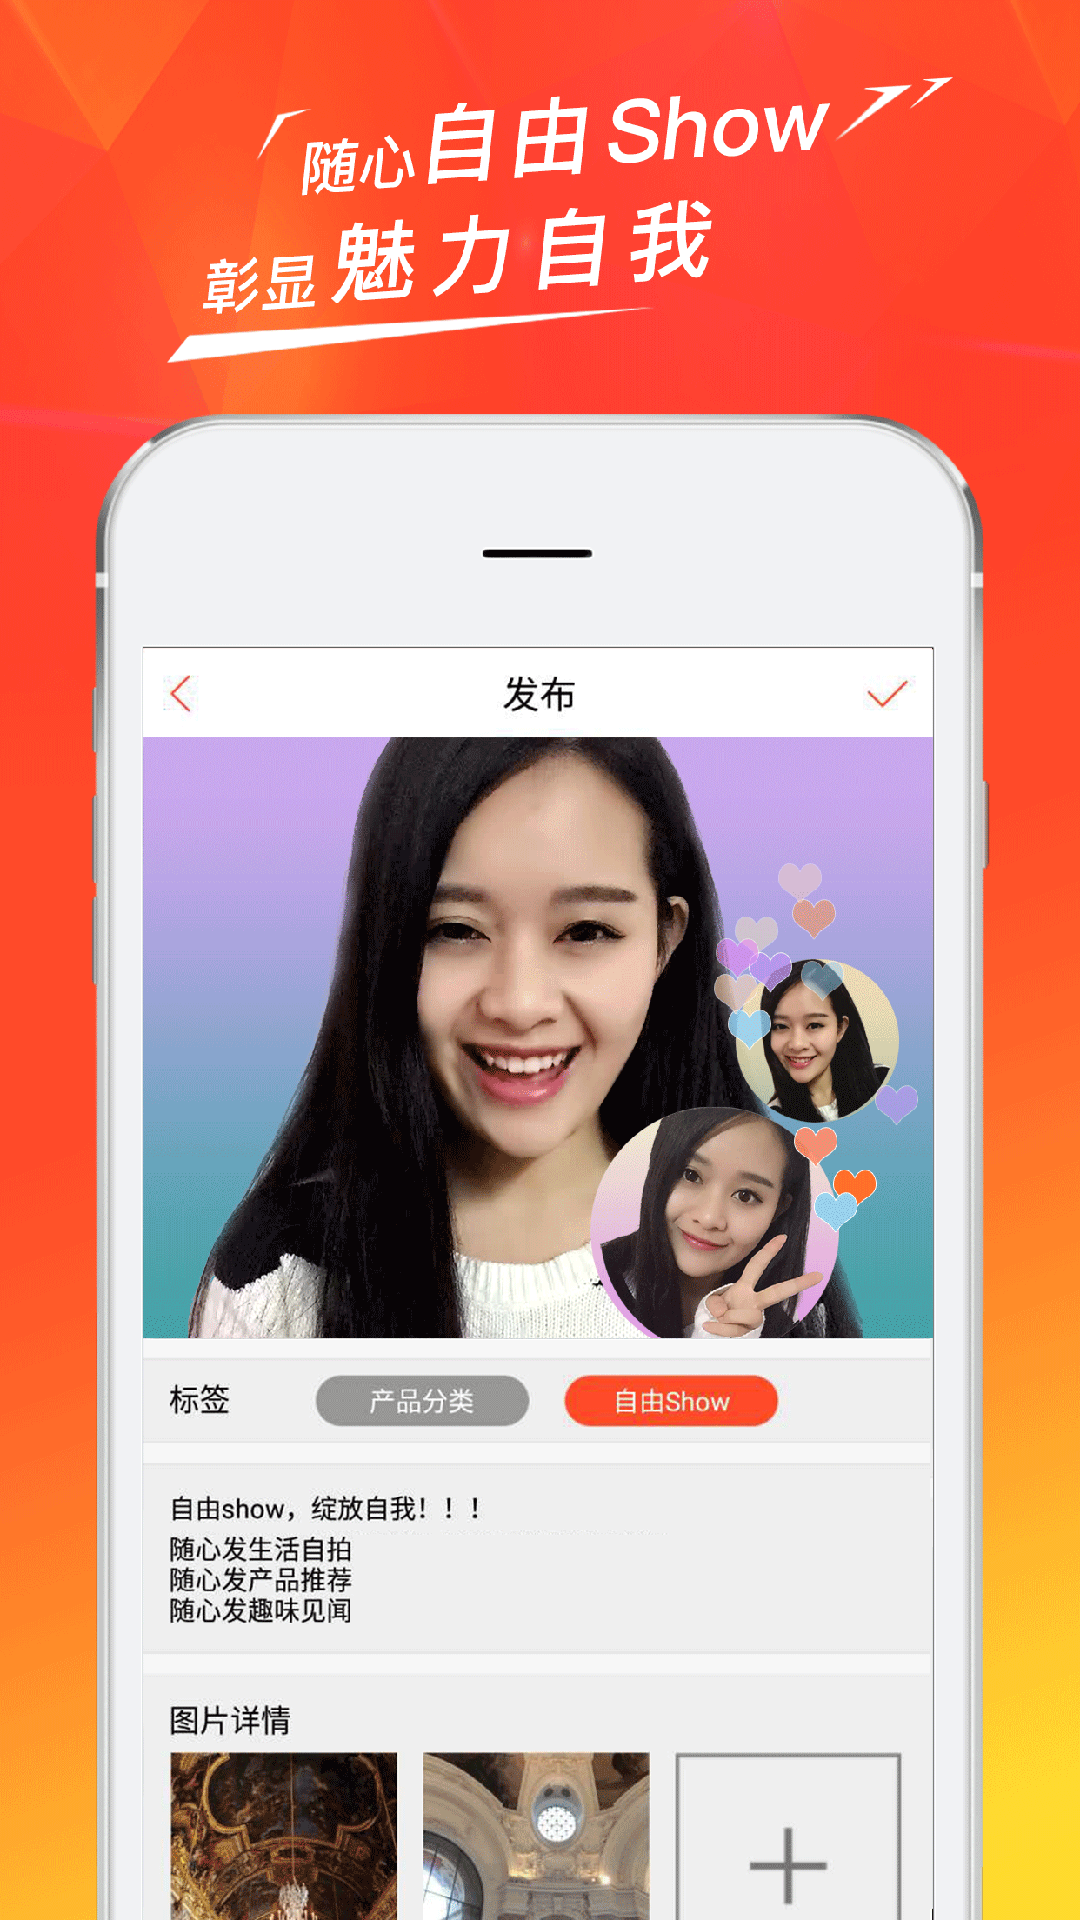 随心自由Show
彰显魅力自我
发布
标签 产品分类 自由Show
自由show，绽放自我！！！
随心发生活自拍
随心发产品推荐
随心发趣味见闻
图片详情